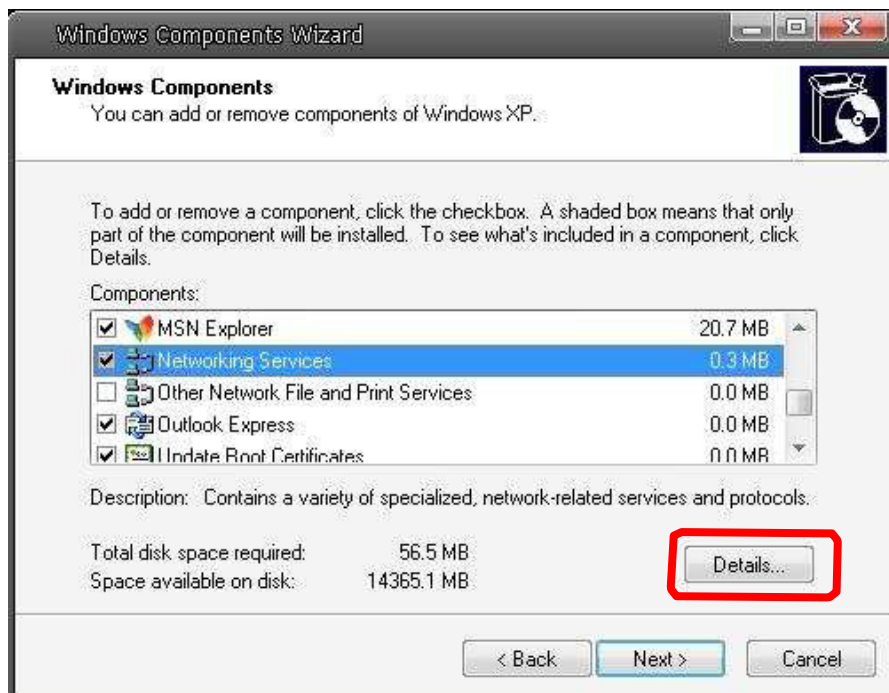 Windows Components Wizard
Windows Components
You can add or remove components of Windows XP.
To add or remove a component, click the checkbox. A shaded box means that only
part of the component will be installed. To see what's included in a component, click
Details.
Components:
MSN Explorer 20.7 MB
Networking Services 0.3 MB
Other Network File and Print Services 0.0 MB
Outlook Express 0.0 MB
Update Root Certificates 0.0 MB
Description: Contains a variety of specialized, network-related services and protocols.
Total disk space required: 56.5 MB
Space available on disk: 14365.1 MB
Details...
< Back Next > Cancel